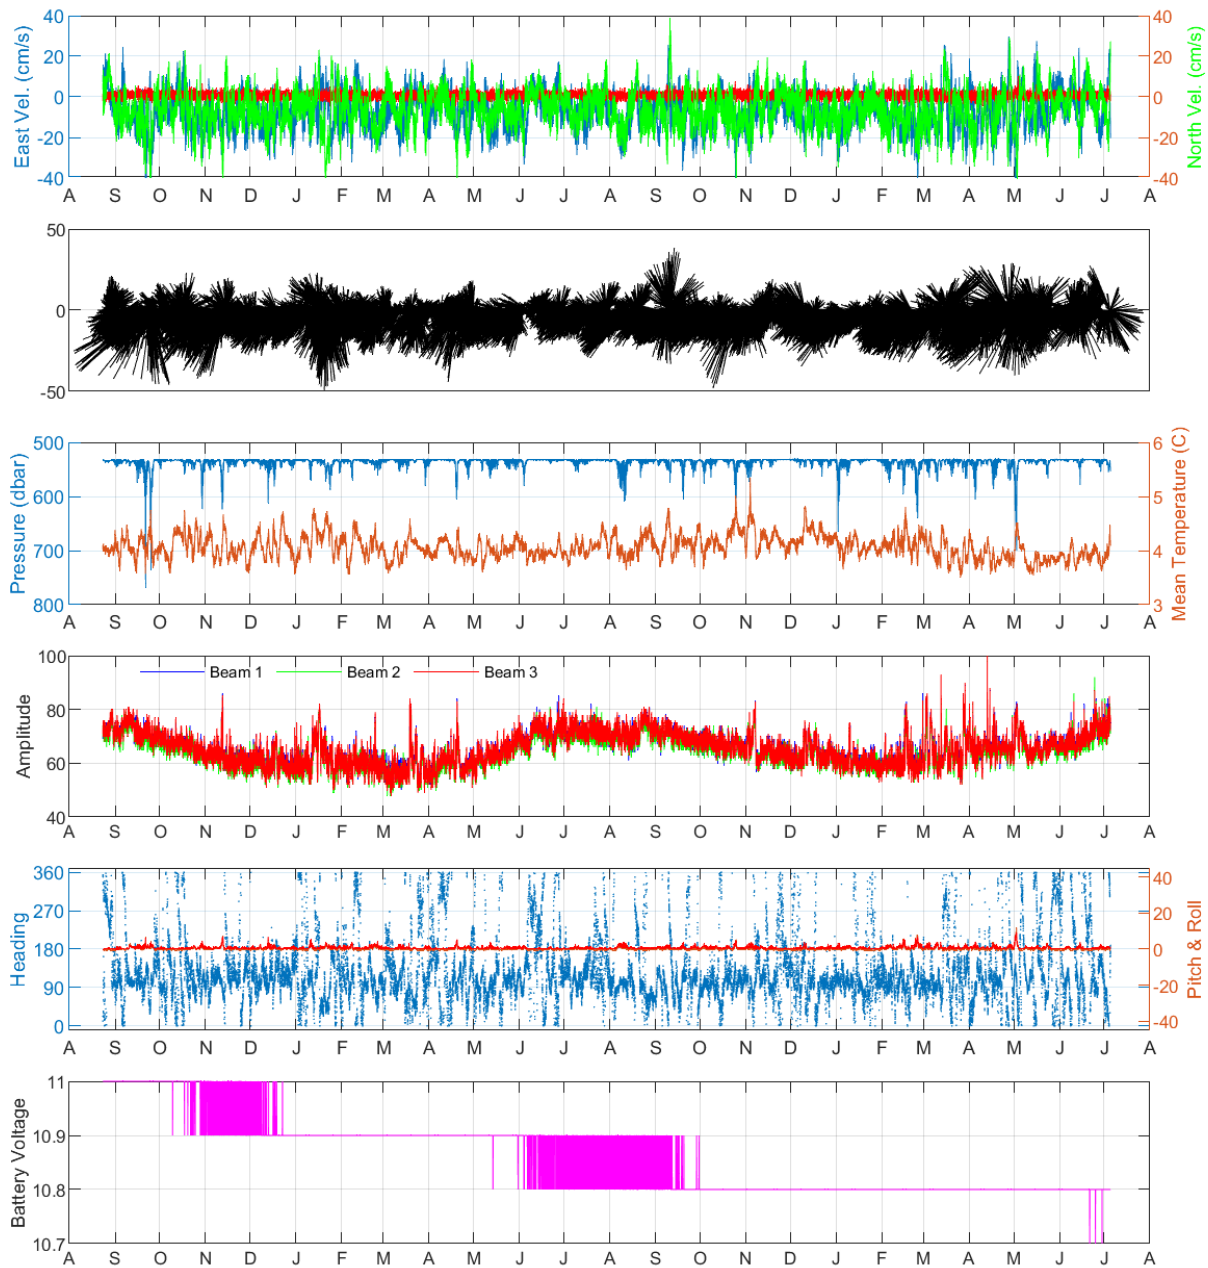 40
20
0
-20
-40
East Vel. (cm/s)
40
20
0
-20
-40
North Vel. (cm/s)
A S O N D J F M A M J J A S O N D J F M A M J J A
50
0
-50
500
600
700
800
Pressure (dbar)
6
5
4
3
Mean Temperature (C)
A S O N D J F M A M J J A S O N D J F M A M J J A
100
80
60
40
Amplitude
Beam 1 Beam 2 Beam 3
A S O N D J F M A M J J A S O N D J F M A M J J A
360
270
180
90
0
Heading
40
20
0
-20
-40
Pitch & Roll
A S O N D J F M A M J J A S O N D J F M A M J J A
11
10.9
10.8
10.7
Battery Voltage
A S O N D J F M A M J J A S O N D J F M A M J J A